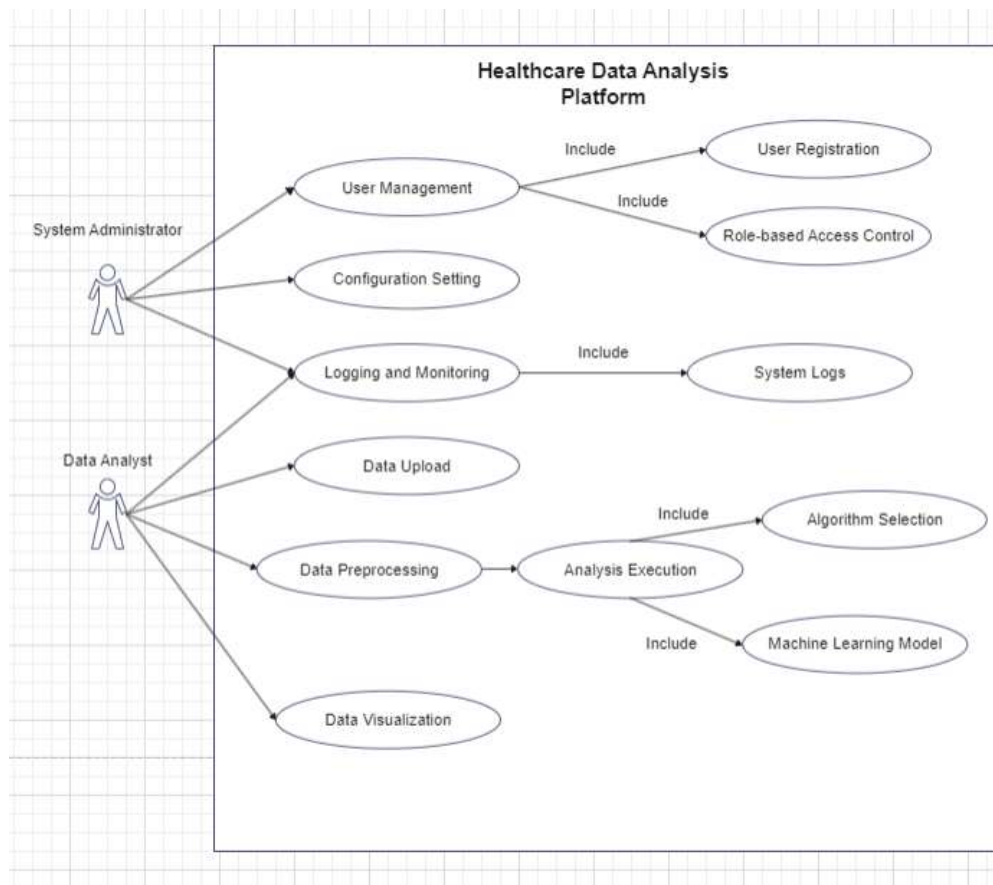 Healthcare Data Analysis
Platform
Include
User Registration
User Management
Include
System Administrator
Role-based Access Control
Configuration Setting
Include
Logging and Monitoring
System Logs
Data Analyst
Data Upload
Include
Algorithm Selection
Data Preprocessing
Analysis Execution
Include
Machine Learning Model
Data Visualization